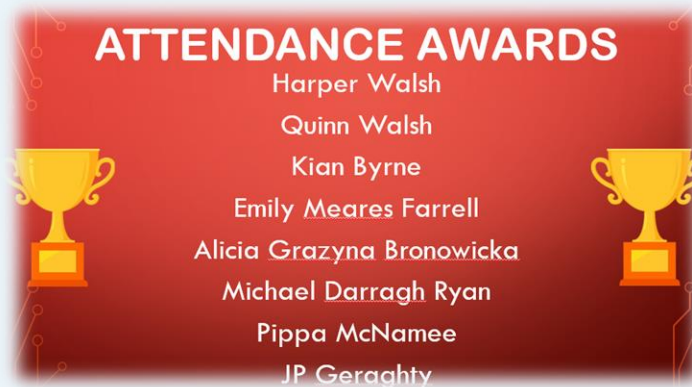 ATTENDANCE AWARDS
Harper Walsh
Quinn Walsh
Kian Byrne
Emily Meares Farrell
Alicia Grazyna Bronowicka
Michael Darragh Ryan
Pippa McNamee
JP Geraghty